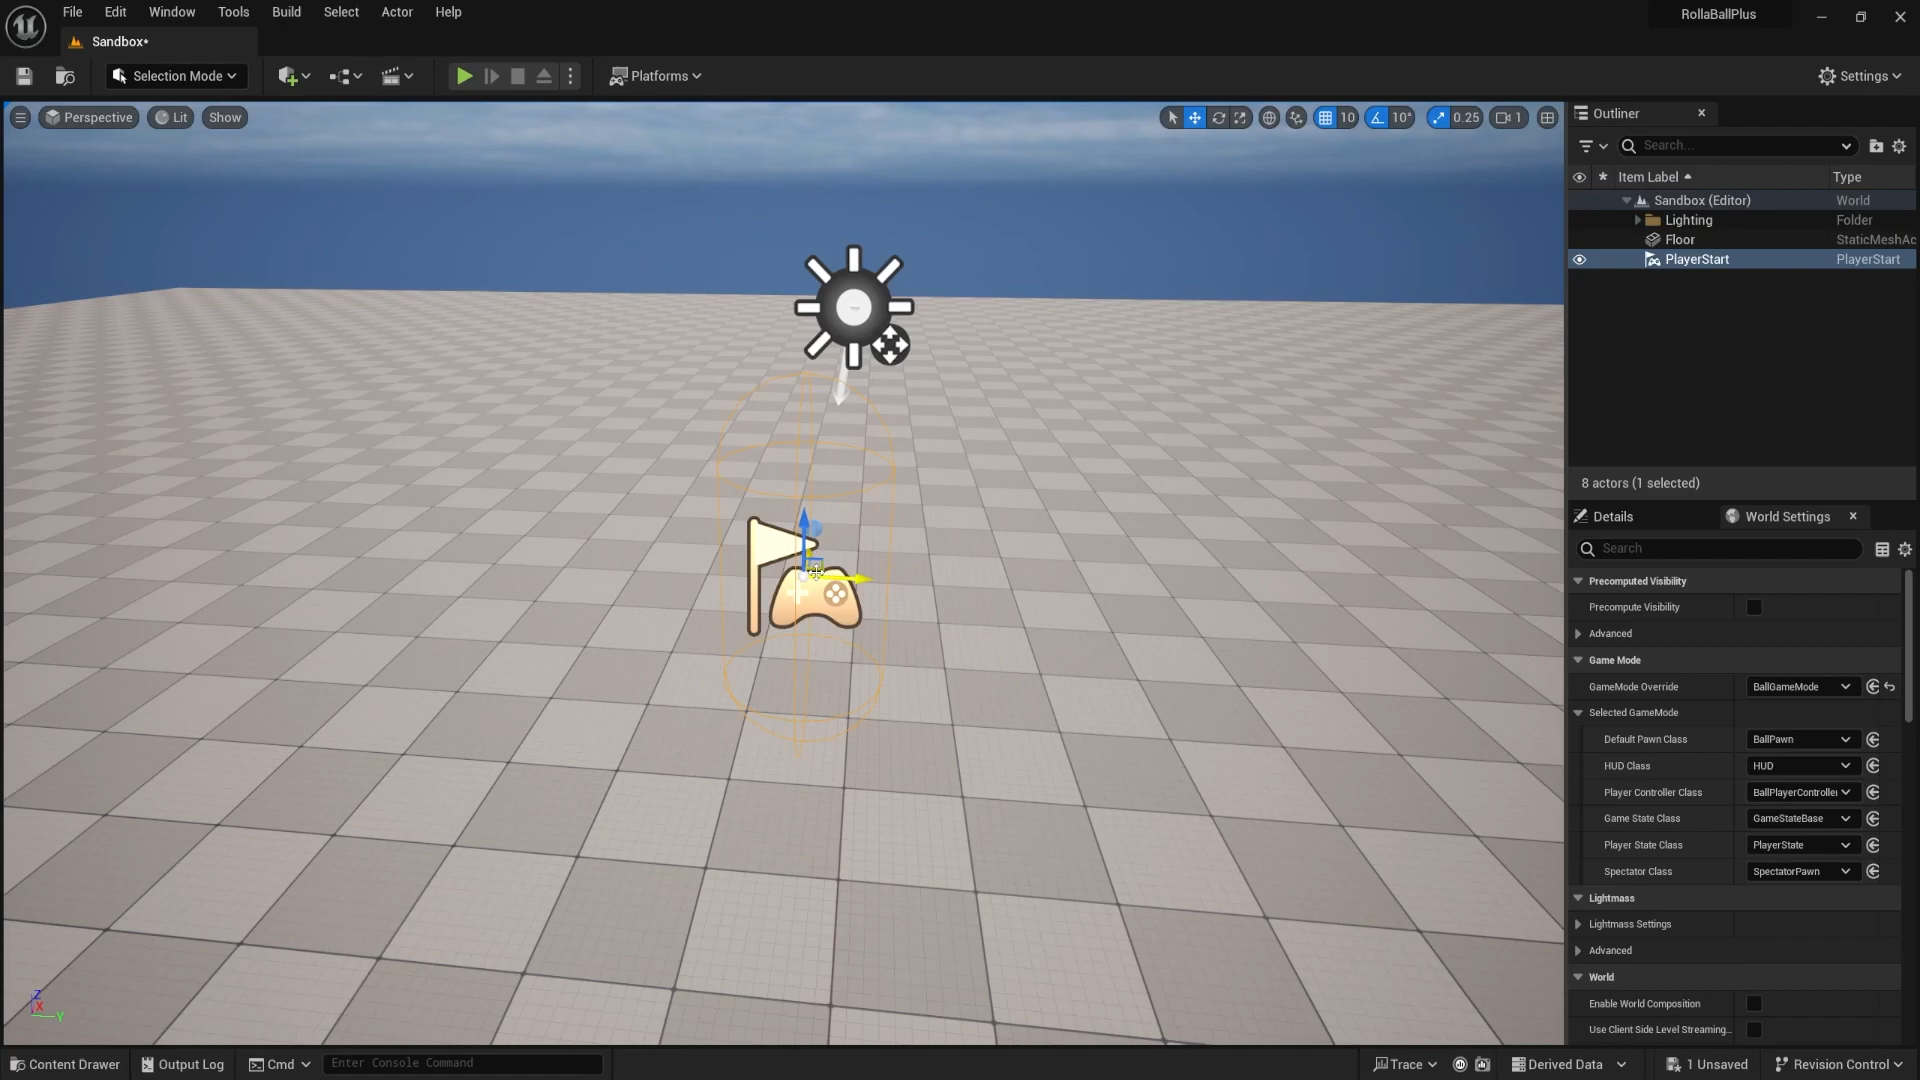 File Edit Window Tools Build Select Actor Help
RollaBallPlus
Sandbox*
Selection Mode
Platforms
Settings
Perspective Lit Show
10 10° 0.25 1
Outliner
Search...
Item Label Type
Sandbox (Editor) World
Lighting Folder
Floor StaticMeshAc
PlayerStart PlayerStart
8 actors (1 selected)
Details World Settings
Search
Precomputed Visibility
Precompute Visibility
Advanced
Game Mode
GameMode Override BallGameMode
Selected GameMode
Default Pawn Class BallPawn
HUD Class HUD
Player Controller Class BallPlayerController
Game State Class GameStateBase
Player State Class PlayerState
Spectator Class SpectatorPawn
Lightmass
Lightmass Settings
Advanced
World
Enable World Composition
Use Client Side Level Streaming...
Z
X
Y
Content Drawer Output Log Cmd Enter Console Command
Trace Derived Data 1 Unsaved Revision Control